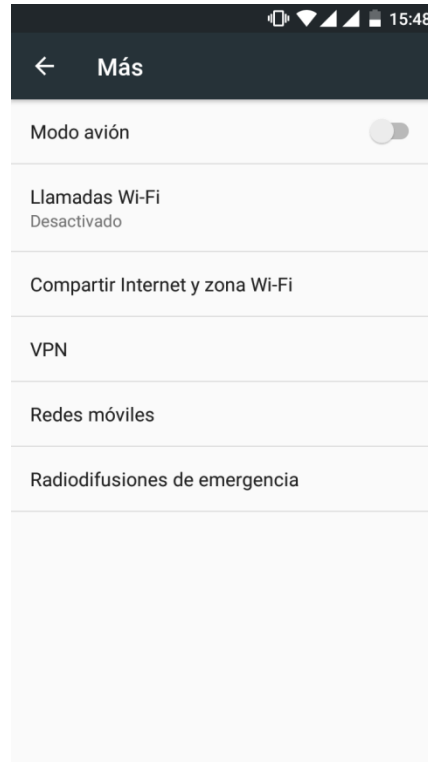 15:48
Más
Modo avión
Llamadas Wi-Fi
Desactivado
Compartir Internet y zona Wi-Fi
VPN
Redes móviles
Radiodifusiones de emergencia